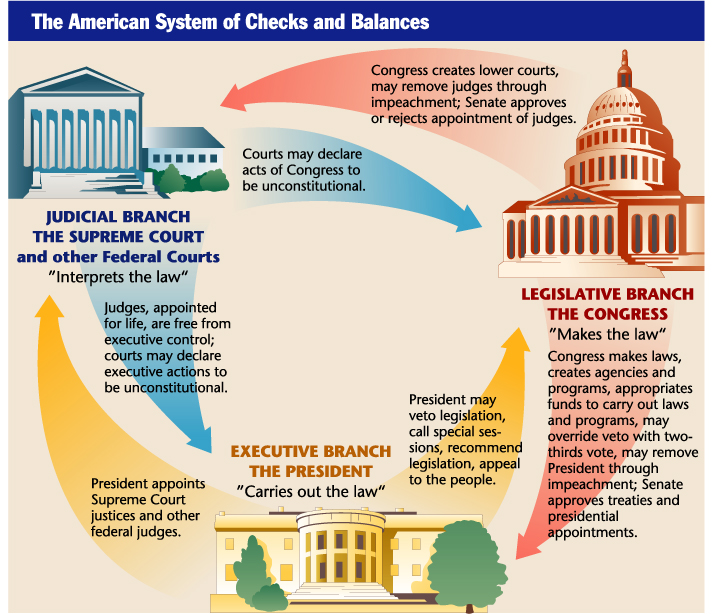 The American System of Checks and Balances
Congress creates lower courts,
may remove judges through
impeachment; Senate approves
or rejects appointment of judges.
Courts may declare
acts of Congress to
be unconstitutional.
JUDICIAL BRANCH
THE SUPREME COURT
and other Federal Courts
"Interprets the law"
LEGISLATIVE BRANCH
THE CONGRESS
"Makes the law"
Judges, appointed
for life, are free from
executive control;
courts may declare
executive actions to
be unconstitutional.
Congress makes laws,
creates agencies and
programs, appropriates
funds to carry out laws
and programs, may
override veto with two-
thirds vote, may remove
President through
impeachment; Senate
approves treaties and
presidential
appointments.
President may
veto legislation,
call special ses-
sions, recommend
legislation, appeal
to the people.
EXECUTIVE BRANCH
THE PRESIDENT
"Carries out the law"
President appoints
Supreme Court
justices and other
federal judges.